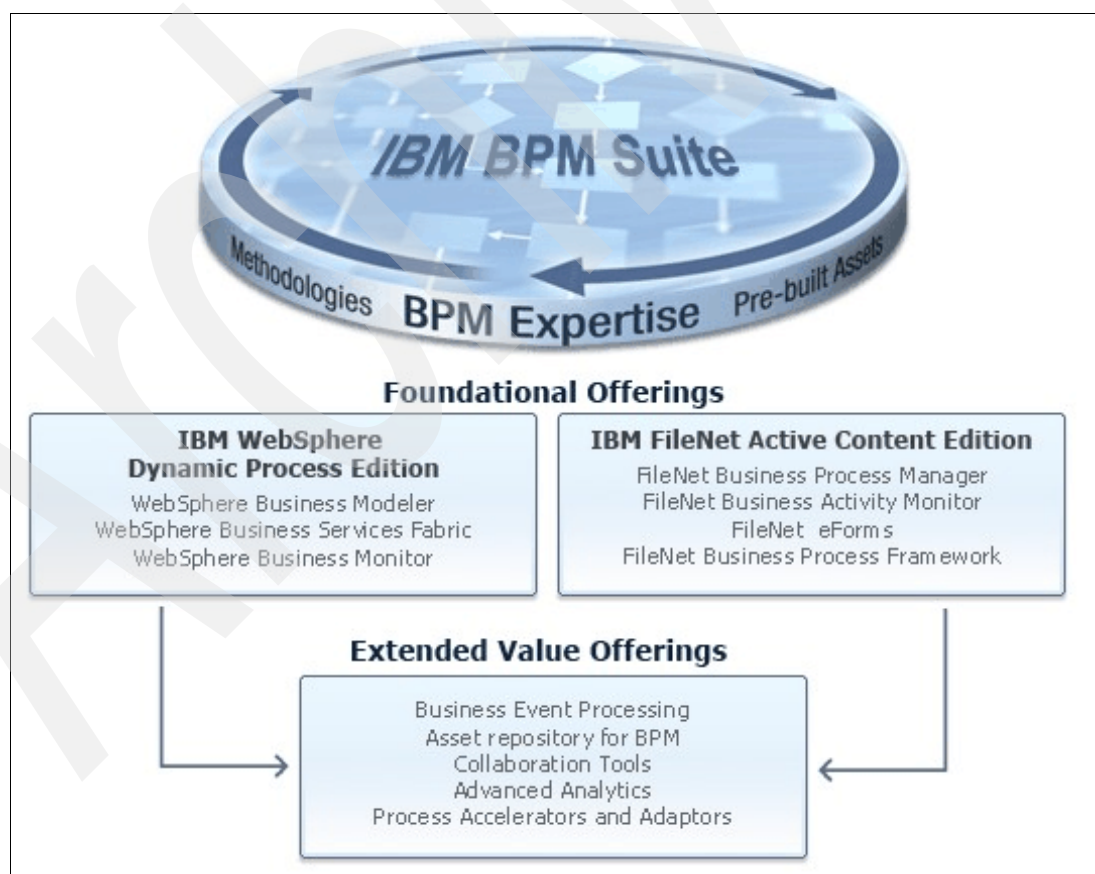 IBM BPM Suite
Methodologies
BPM Expertise
Pre-built Assets
Foundational Offerings
IBM WebSphere
Dynamic Process Edition
WebSphere Business Modeler
WebSphere Business Services Fabric
WebSphere Business Monitor
IBM FileNet Active Content Edition
FileNet Business Process Manager
FileNet Business Activity Monitor
FileNet eForms
FileNet Business Process Framework
Extended Value Offerings
Business Event Processing
Asset repository for BPM
Collaboration Tools
Advanced Analytics
Process Accelerators and Adaptors